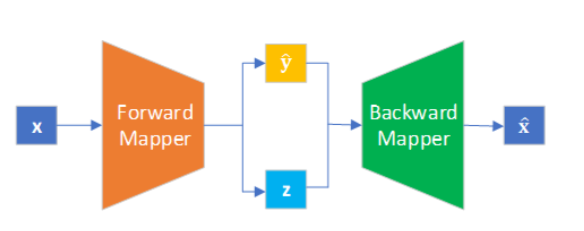 x
Forward
Mapper
ŷ
z
Backward
Mapper
x̂